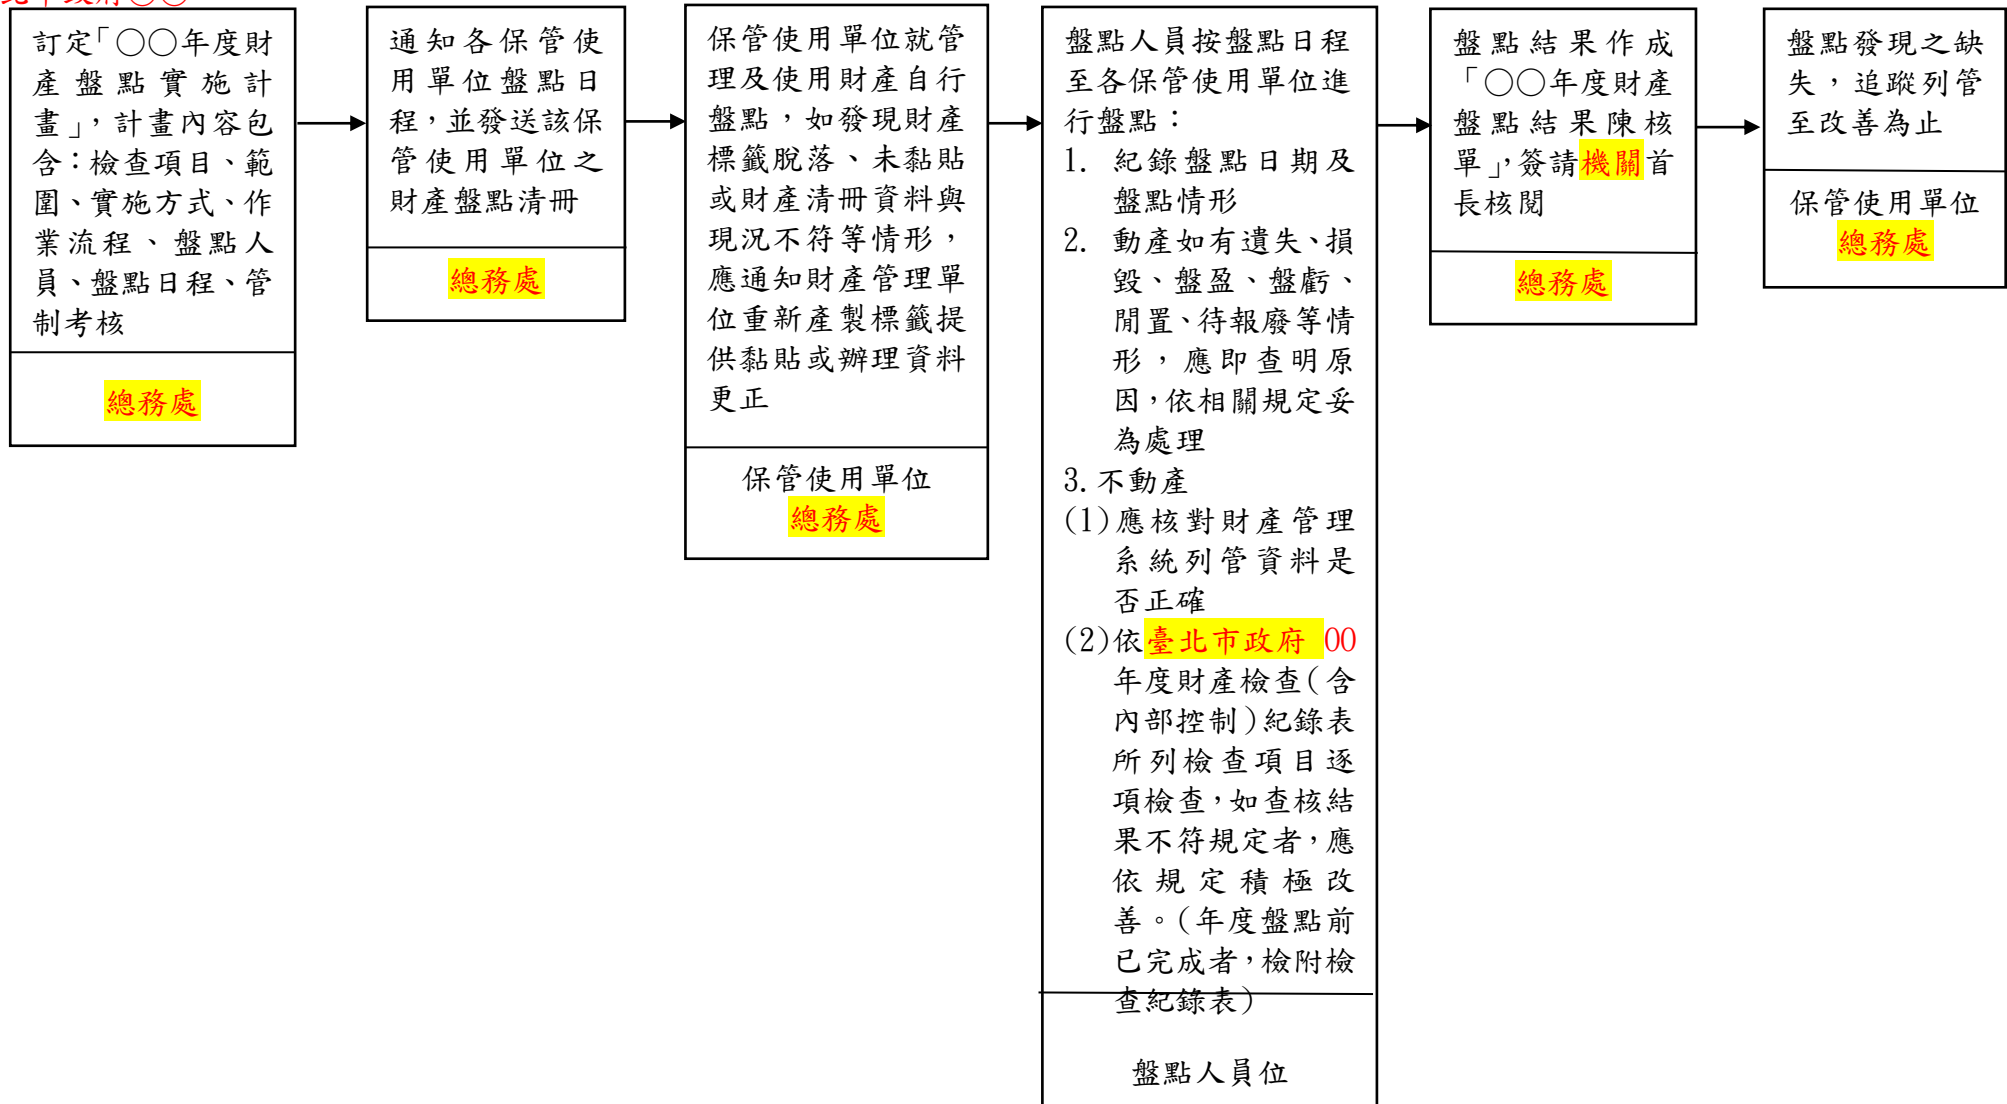 北市政府○○
訂定「○○年度財
產盤點實施計
畫」，計畫內容包
含：檢查項目、範
圍、實施方式、作
業流程、盤點人
員、盤點日程、管
制考核
總務處
通知各保管使
用單位盤點日
程，並發送該保
管使用單位之
財產盤點清冊
總務處
保管使用單位就管
理及使用財產自行
盤點，如發現財產
標籤脫落、未黏貼
或財產清冊資料與
現況不符等情形，
應通知財產管理單
位重新產製標籤提
供黏貼或辦理資料
更正
保管使用單位
總務處
盤點人員按盤點日程
至各保管使用單位進
行盤點：
1. 紀錄盤點日期及
盤點情形
2. 動產如有遺失、損
毀、盤盈、盤虧、
閒置、待報廢等情
形，應即查明原
因，依相關規定妥
為處理
3.不動產
(1)應核對財產管理
系統列管資料是
否正確
(2)依臺北市政府 00
年度財產檢查(含
內部控制)紀錄表
所列檢查項目逐
項檢查，如查核結
果不符規定者，應
依規定積極改
善。(年度盤點前
已完成者，檢附檢
查紀錄表)
盤點人員位
盤點結果作成
「○○年度財產
盤點結果陳核
單」，簽請機關首
長核閱
總務處
盤點發現之缺
失，追蹤列管
至改善為止
保管使用單位
總務處